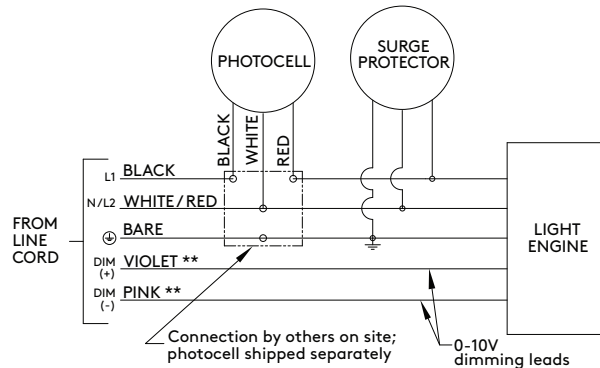 PHOTOCELL
SURGE
PROTECTOR
BLACK
WHITE
RED
L1 BLACK
N/L2 WHITE/RED
BARE
DIM (+) VIOLET **
DIM (-) PINK **
FROM
LINE
CORD
LIGHT
ENGINE
Connection by others on site;
photocell shipped separately
0-10V
dimming leads